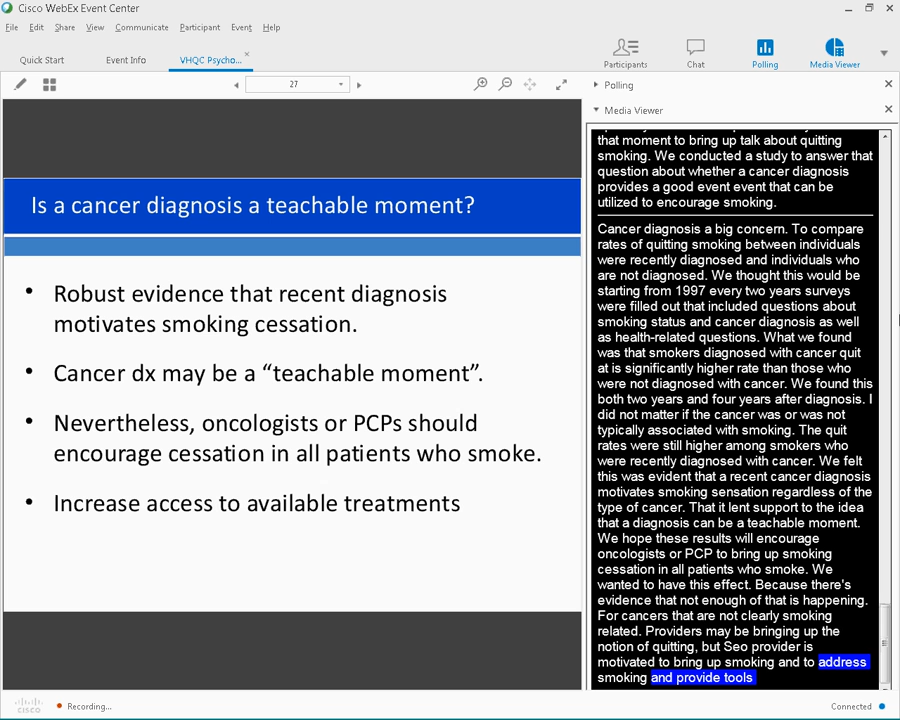 Cisco WebEx Event Center
File Edit Share View Communicate Participant Event Help
Quick Start Event Info VHQC Psycho...
Participants Chat Polling Media Viewer
27
Is a cancer diagnosis a teachable moment?
• Robust evidence that recent diagnosis
motivates smoking cessation.
• Cancer dx may be a “teachable moment”.
• Nevertheless, oncologists or PCPs should
encourage cessation in all patients who smoke.
• Increase access to available treatments
Polling
Media Viewer
that moment to bring up talk about quitting
smoking. We conducted a study to answer that
question about whether a cancer diagnosis
provides a good event event that can be
utilized to encourage smoking.
Cancer diagnosis a big concern. To compare
rates of quitting smoking between individuals
were recently diagnosed and individuals who
are not diagnosed. We thought this would be
starting from 1997 every two years surveys
were filled out that included questions about
smoking status and cancer diagnosis as well
as health-related questions. What we found
was that smokers diagnosed with cancer quit
at is significantly higher rate than those who
were not diagnosed with cancer. We found this
both two years and four years after diagnosis. I
did not matter if the cancer was or was not
typically associated with smoking. The quit
rates were still higher among smokers who
were recently diagnosed with cancer. We felt
this was evident that a recent cancer diagnosis
motivates smoking sensation regardless of the
type of cancer. That it lent support to the idea
that a diagnosis can be a teachable moment.
We hope these results will encourage
oncologists or PCP to bring up smoking
cessation in all patients who smoke. We
wanted to have this effect. Because there's
evidence that not enough of that is happening.
For cancers that are not clearly smoking
related. Providers may be bringing up the
notion of quitting, but Seo provider is
motivated to bring up smoking and to address
smoking and provide tools
cisco Recording... Connected